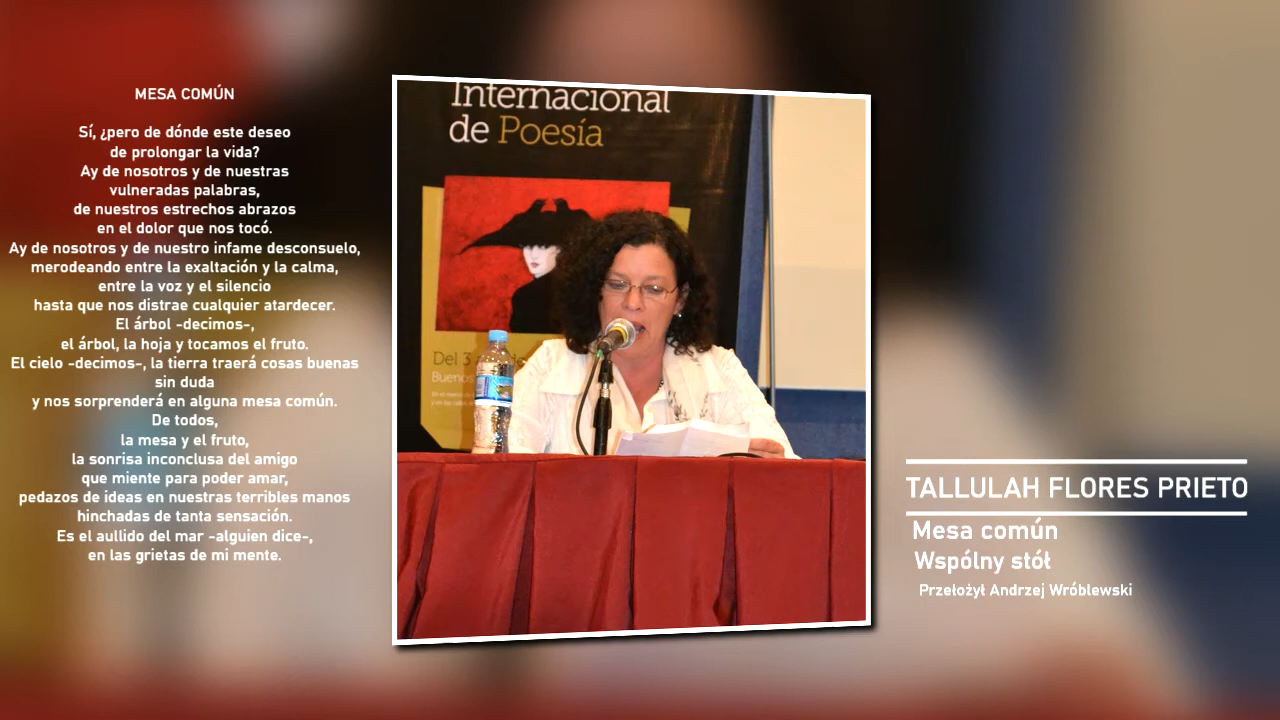 MESA COMÚN
Sí, ¿pero de dónde este deseo
de prolongar la vida?
Ay de nosotros y de nuestras
vulneradas palabras,
de nuestros estrechos abrazos
en el dolor que nos tocó.
Ay de nosotros y de nuestro infame desconsuelo,
merodeando entre la exaltación y la calma,
entre la voz y el silencio
hasta que nos distrae cualquier atardecer.
El árbol -decimos-,
el árbol, la hoja y tocamos el fruto.
El cielo -decimos-, la tierra traerá cosas buenas
sin duda
y nos sorprenderá en alguna mesa común.
De todos,
la mesa y el fruto,
la sonrisa inconclusa del amigo
que miente para poder amar,
pedazos de ideas en nuestras terribles manos
hinchadas de tanta sensación.
Es el aullido del mar -alguien dice-,
en las grietas de mi mente.
Internacional
de Poesía
Del 3
Buenos
TALLULAH FLORES PRIETO
Mesa común
Wspólny stół
Przełożył Andrzej Wróblewski